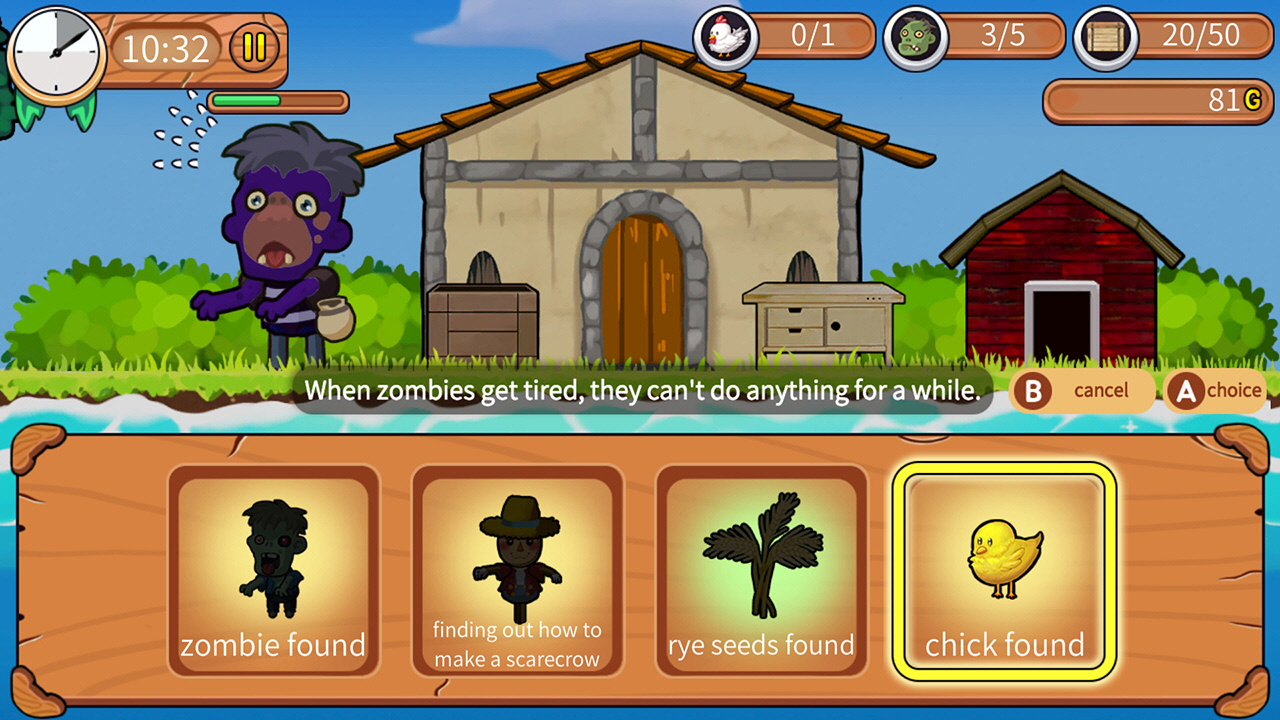 10:32
0/1
3/5
20/50
81G
When zombies get tired, they can't do anything for a while.
B cancel
A choice
zombie found
finding out how to
make a scarecrow
rye seeds found
chick found